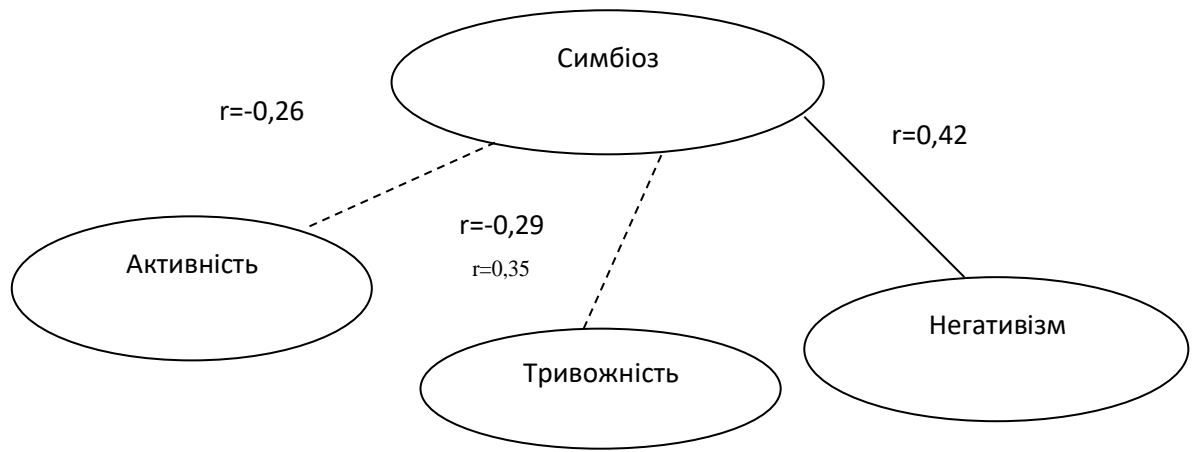 Симбіоз
r=-0,26
r=0,42
r=-0,29
r=0,35
Активність
Негативізм
Тривожність